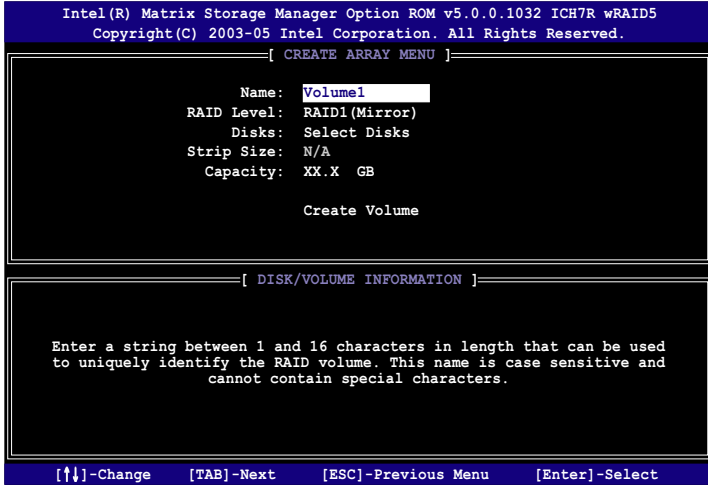 Intel(R) Matrix Storage Manager Option ROM v5.0.0.1032 ICH7R wRAID5
Copyright(C) 2003-05 Intel Corporation. All Rights Reserved.
[ CREATE ARRAY MENU ]
Name: Volume1
RAID Level: RAID1(Mirror)
Disks: Select Disks
Strip Size: N/A
Capacity: XX.X GB
Create Volume
[ DISK/VOLUME INFORMATION ]
Enter a string between 1 and 16 characters in length that can be used
to uniquely identify the RAID volume. This name is case sensitive and
cannot contain special characters.
[↑↓]-Change [TAB]-Next [ESC]-Previous Menu [Enter]-Select